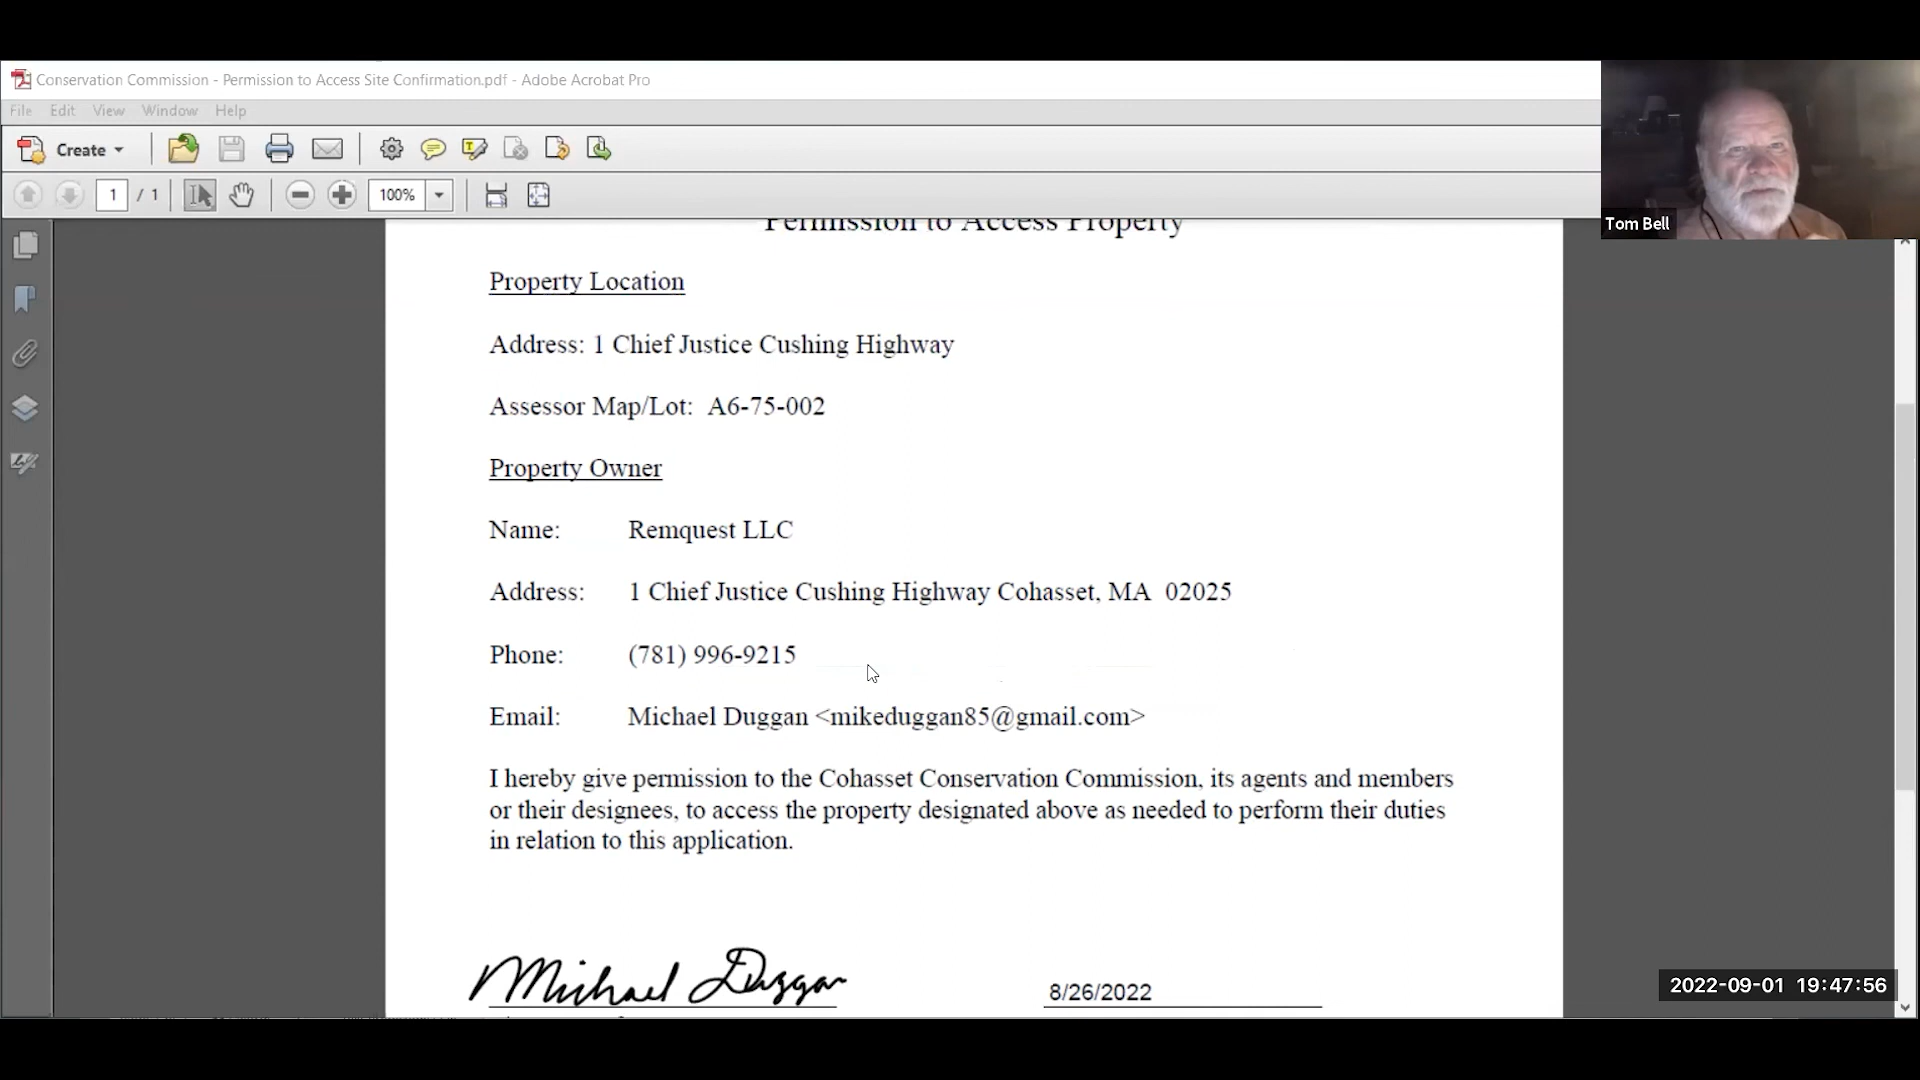 Conservation Commission - Permission to Access Site Confirmation.pdf - Adobe Acrobat Pro
File Edit View Window Help
Create
1 / 1 100%
Permission to Access Property
Tom Bell
Property Location
Address: 1 Chief Justice Cushing Highway
Assessor Map/Lot: A6-75-002
Property Owner
Name: Remquest LLC
Address: 1 Chief Justice Cushing Highway Cohasset, MA 02025
Phone: (781) 996-9215
Email: Michael Duggan <mikeduggan85@gmail.com>
I hereby give permission to the Cohasset Conservation Commission, its agents and members
or their designees, to access the property designated above as needed to perform their duties
in relation to this application.
Michael Duggan 8/26/2022
2022-09-01 19:47:56